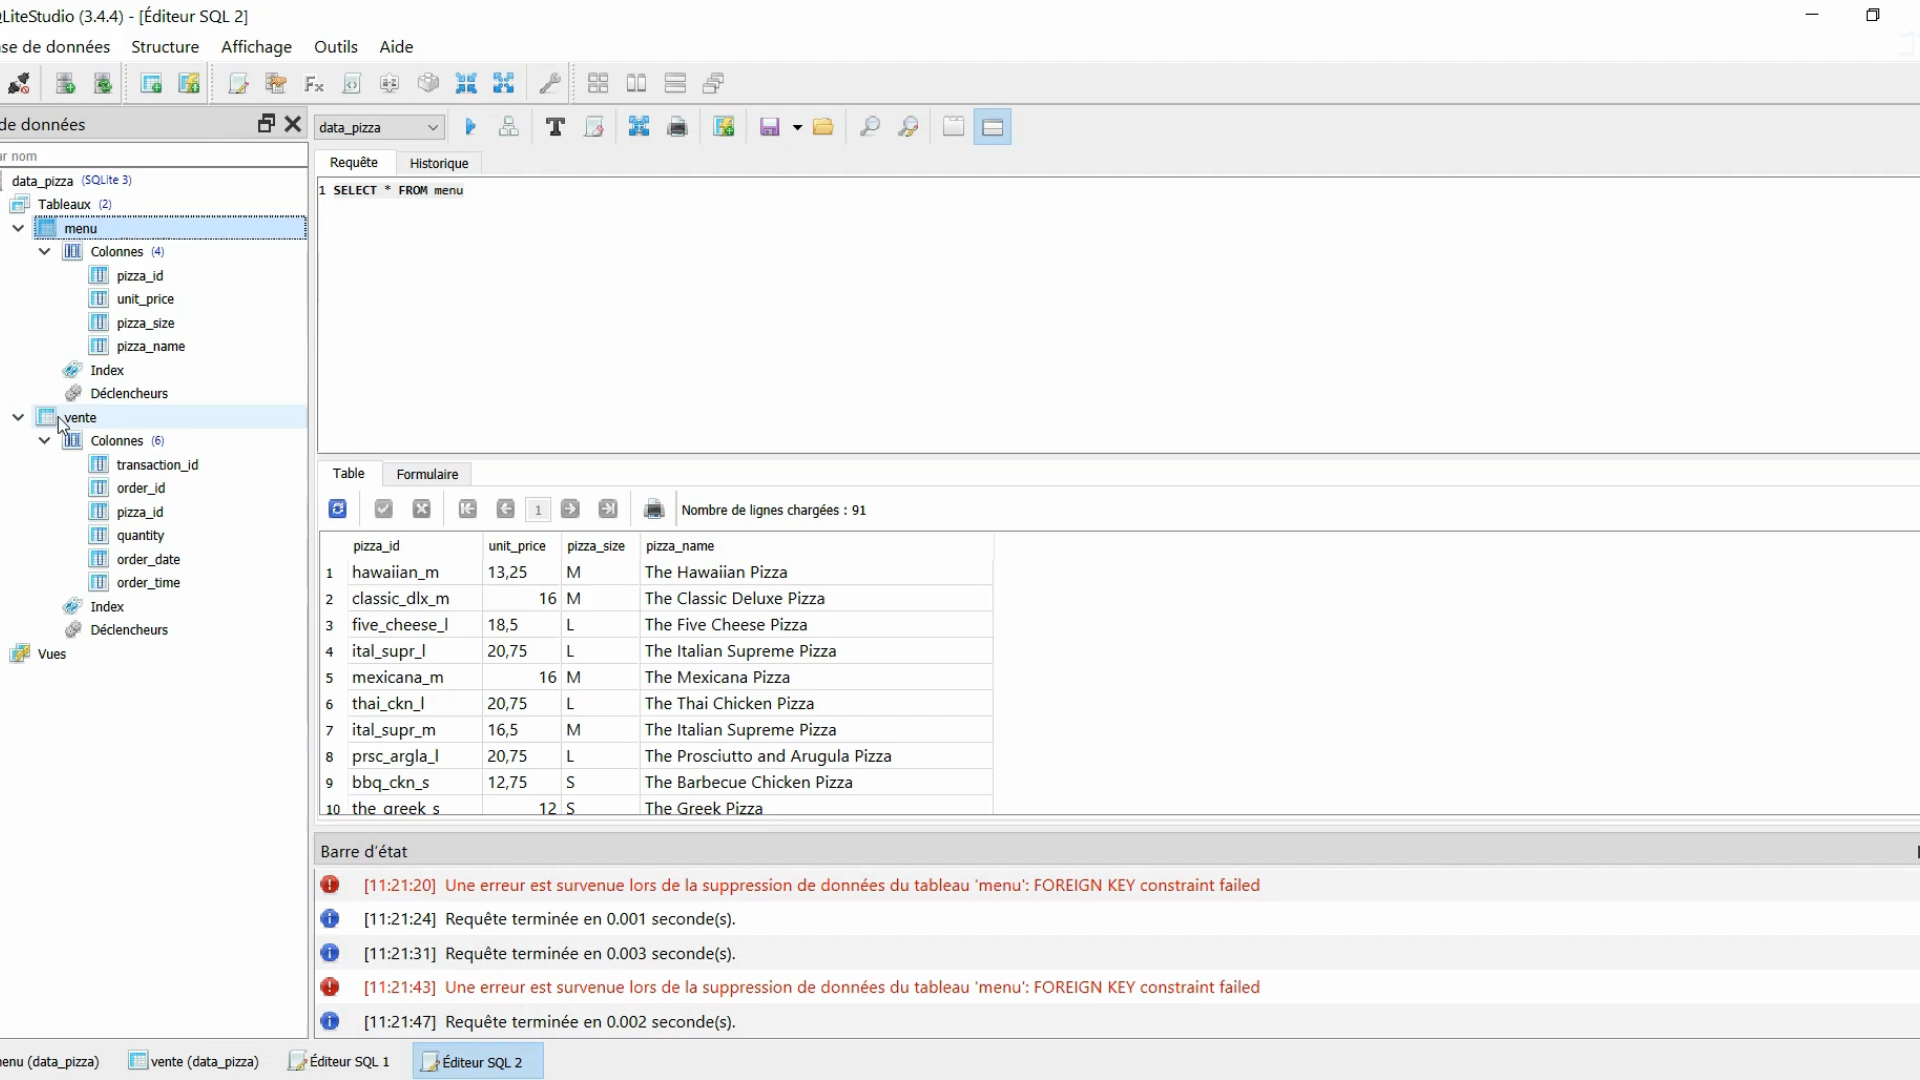 QLiteStudio (3.4.4) - [Éditeur SQL 2]
se de données Structure Affichage Outils Aide
de données
ar nom
data_pizza (SQLite 3)
Tableaux (2)
menu
Colonnes (4)
pizza_id
unit_price
pizza_size
pizza_name
Index
Déclencheurs
vente
Colonnes (6)
transaction_id
order_id
pizza_id
quantity
order_date
order_time
Index
Déclencheurs
Vues
data_pizza
Requête Historique
1 SELECT * FROM menu
Table Formulaire
1 Nombre de lignes chargées : 91
pizza_id unit_price pizza_size pizza_name
1 hawaiian_m 13,25 M The Hawaiian Pizza
2 classic_dlx_m 16 M The Classic Deluxe Pizza
3 five_cheese_l 18,5 L The Five Cheese Pizza
4 ital_supr_l 20,75 L The Italian Supreme Pizza
5 mexicana_m 16 M The Mexicana Pizza
6 thai_ckn_l 20,75 L The Thai Chicken Pizza
7 ital_supr_m 16,5 M The Italian Supreme Pizza
8 prsc_argla_l 20,75 L The Prosciutto and Arugula Pizza
9 bbq_ckn_s 12,75 S The Barbecue Chicken Pizza
10 the_greek_s 12 S The Greek Pizza
Barre d'état
[11:21:20] Une erreur est survenue lors de la suppression de données du tableau 'menu': FOREIGN KEY constraint failed
[11:21:24] Requête terminée en 0.001 seconde(s).
[11:21:31] Requête terminée en 0.003 seconde(s).
[11:21:43] Une erreur est survenue lors de la suppression de données du tableau 'menu': FOREIGN KEY constraint failed
[11:21:47] Requête terminée en 0.002 seconde(s).
enu (data_pizza) vente (data_pizza) Éditeur SQL 1 Éditeur SQL 2